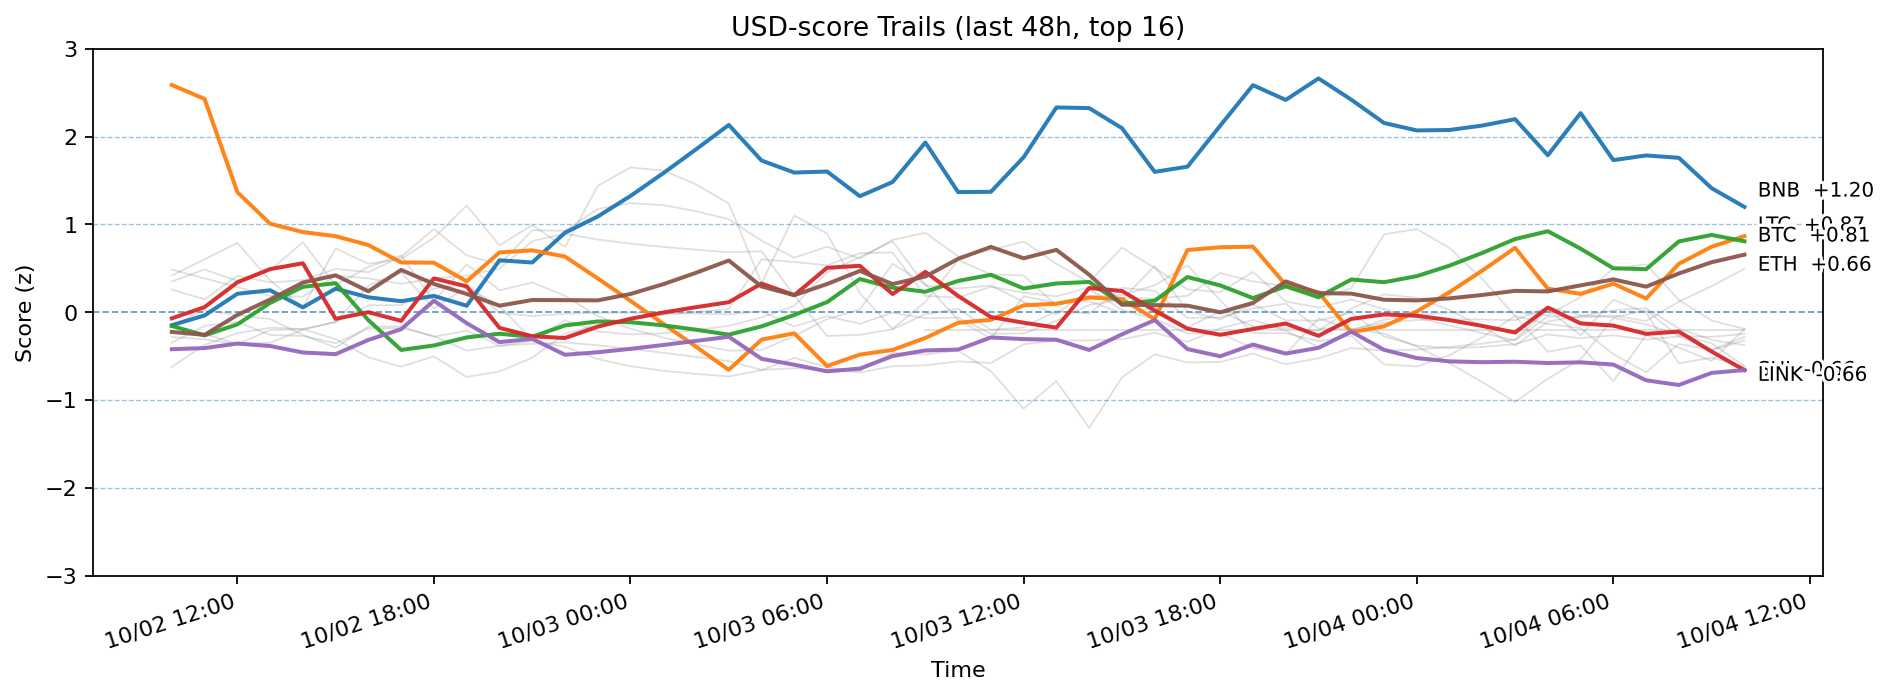 USD-score Trails (last 48h, top 16)
Score (z)
3
2
1
0
−1
−2
−3
BNB +1.20
LTC +0.87
BTC +0.81
ETH +0.66
LINK -0.66
10/02 12:00
10/02 18:00
10/03 00:00
10/03 06:00
10/03 12:00
10/03 18:00
10/04 00:00
10/04 06:00
10/04 12:00
Time